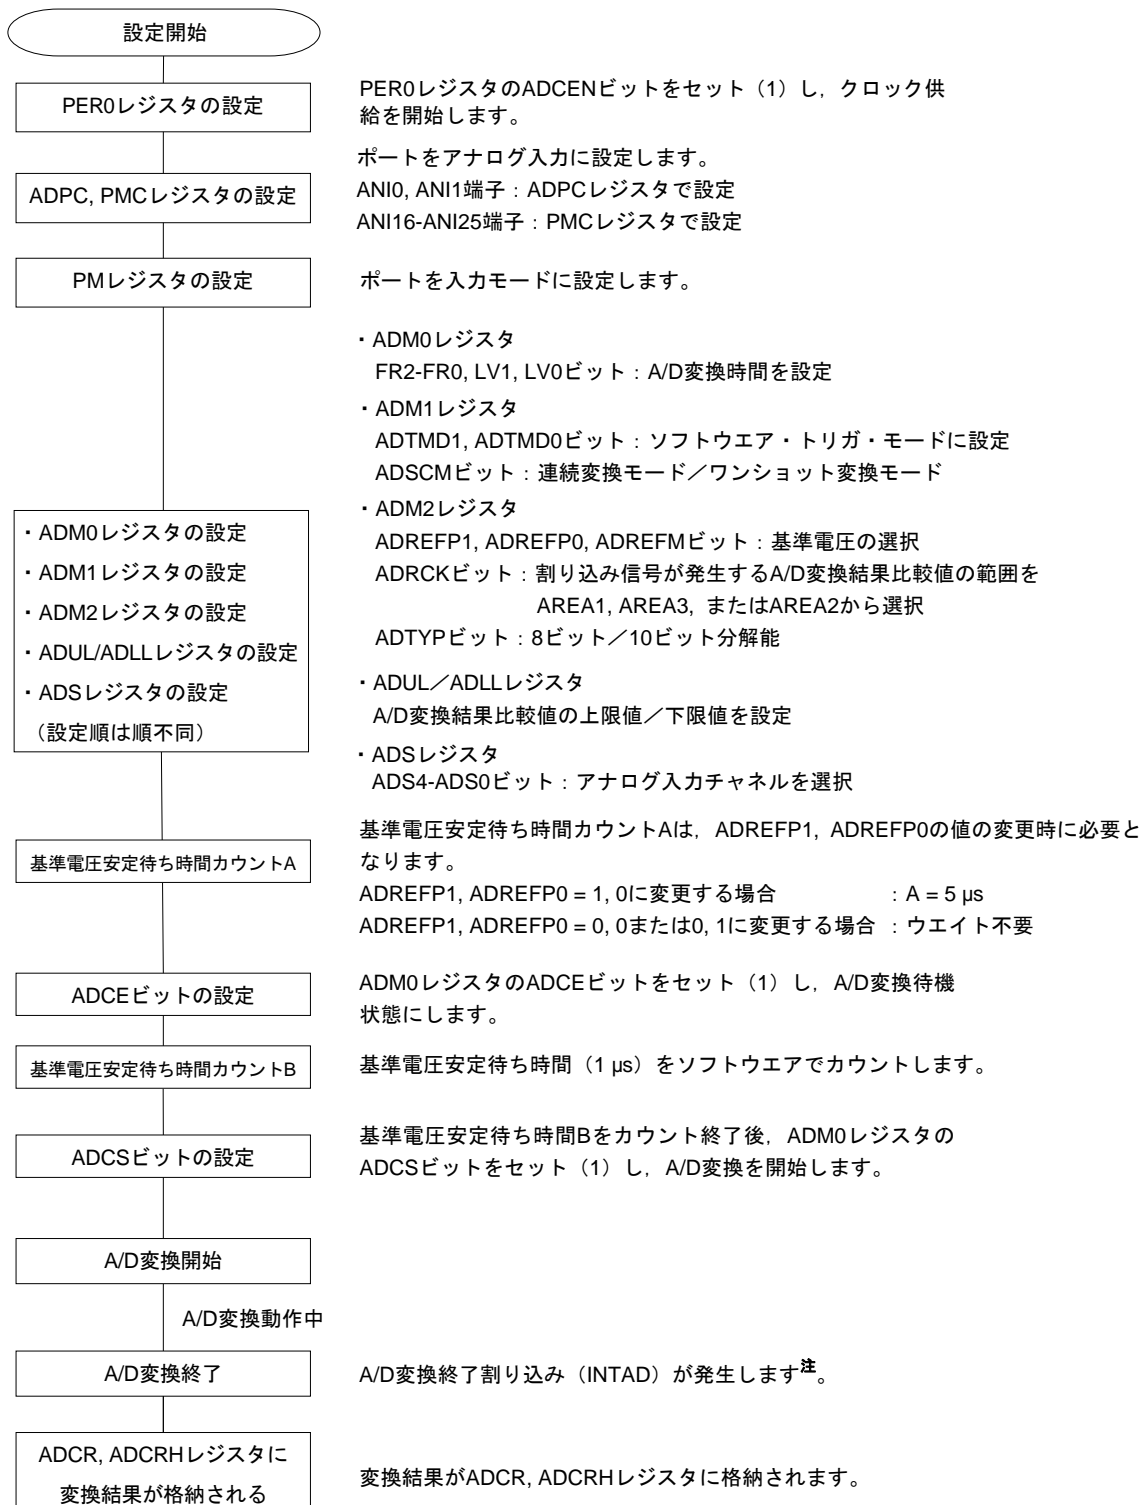 設定開始
PER0レジスタの設定
PER0レジスタのADCENビットをセット（1）し，クロック供
給を開始します。
ADPC, PMCレジスタの設定
ポートをアナログ入力に設定します。
ANI0, ANI1端子：ADPCレジスタで設定
ANI16-ANI25端子：PMCレジスタで設定
PMレジスタの設定
ポートを入力モードに設定します。
・ADM0レジスタの設定
・ADM1レジスタの設定
・ADM2レジスタの設定
・ADUL/ADLLレジスタの設定
・ADSレジスタの設定
（設定順は順不同）
・ADM0レジスタ
FR2-FR0, LV1, LV0ビット：A/D変換時間を設定
・ADM1レジスタ
ADTMD1, ADTMD0ビット：ソフトウエア・トリガ・モードに設定
ADSCMビット：連続変換モード／ワンショット変換モード
・ADM2レジスタ
ADREFP1, ADREFP0, ADREFMビット：基準電圧の選択
ADRCKビット：割り込み信号が発生するA/D変換結果比較値の範囲を
AREA1, AREA3，またはAREA2から選択
ADTYPビット：8ビット／10ビット分解能
・ADUL／ADLLレジスタ
A/D変換結果比較値の上限値／下限値を設定
・ADSレジスタ
ADS4-ADS0ビット：アナログ入力チャネルを選択
基準電圧安定待ち時間カウントA
基準電圧安定待ち時間カウントAは，ADREFP1, ADREFP0の値の変更時に必要と
なります。
ADREFP1, ADREFP0 = 1, 0に変更する場合 ：A = 5 μs
ADREFP1, ADREFP0 = 0, 0または0, 1に変更する場合 ：ウエイト不要
ADCEビットの設定
ADM0レジスタのADCEビットをセット（1）し，A/D変換待機
状態にします。
基準電圧安定待ち時間カウントB
基準電圧安定待ち時間（1 μs）をソフトウエアでカウントします。
ADCSビットの設定
基準電圧安定待ち時間Bをカウント終了後，ADM0レジスタの
ADCSビットをセット（1）し，A/D変換を開始します。
A/D変換開始
A/D変換動作中
A/D変換終了
A/D変換終了割り込み（INTAD）が発生します注。
ADCR, ADCRHレジスタに
変換結果が格納される
変換結果がADCR, ADCRHレジスタに格納されます。